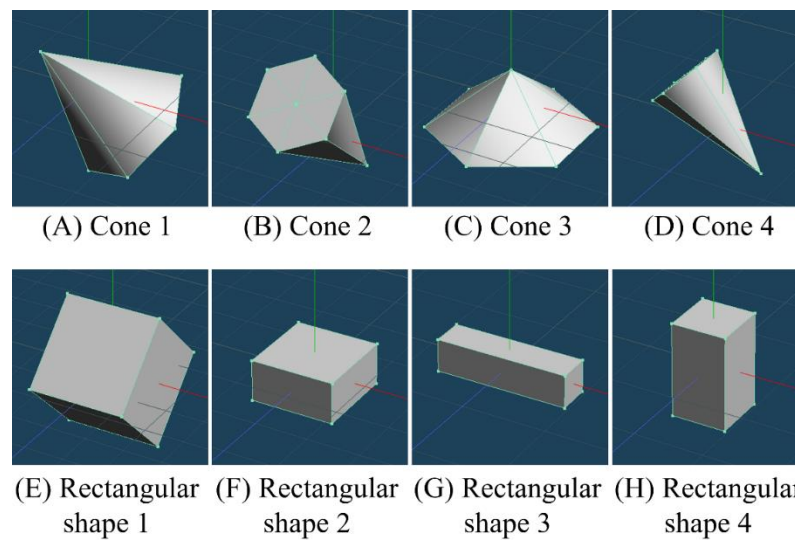 (A) Cone 1
(B) Cone 2
(C) Cone 3
(D) Cone 4
(E) Rectangular
shape 1
(F) Rectangular
shape 2
(G) Rectangular
shape 3
(H) Rectangular
shape 4